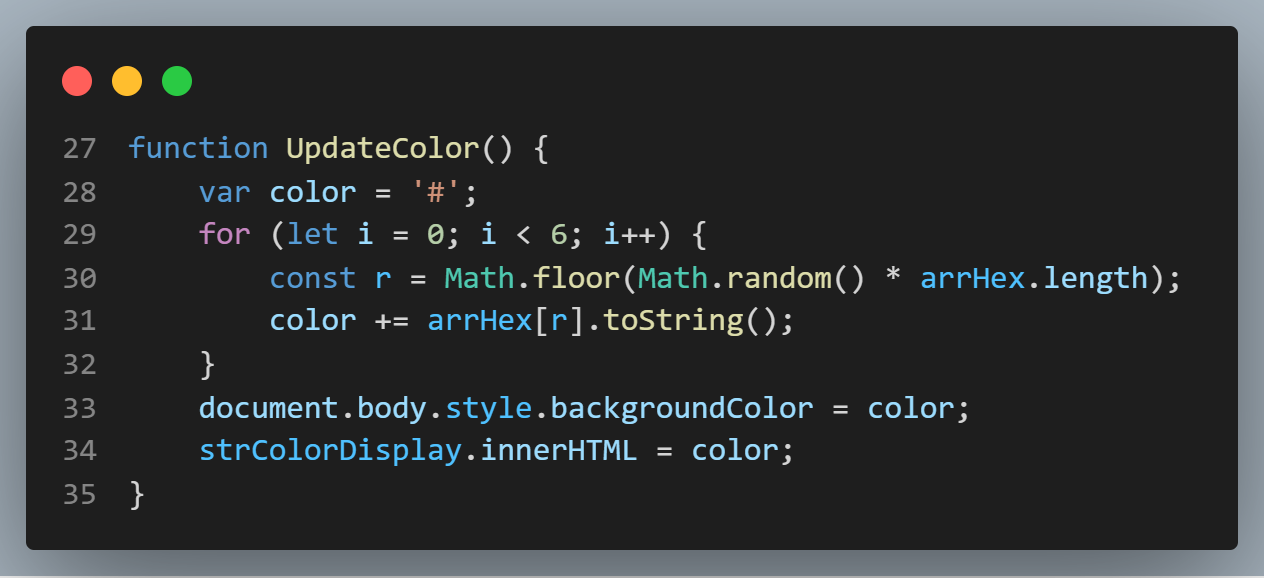 27 function UpdateColor() {
28     var color = '#';
29     for (let i = 0; i < 6; i++) {
30         const r = Math.floor(Math.random() * arrHex.length);
31         color += arrHex[r].toString();
32     }
33     document.body.style.backgroundColor = color;
34     strColorDisplay.innerHTML = color;
35 }